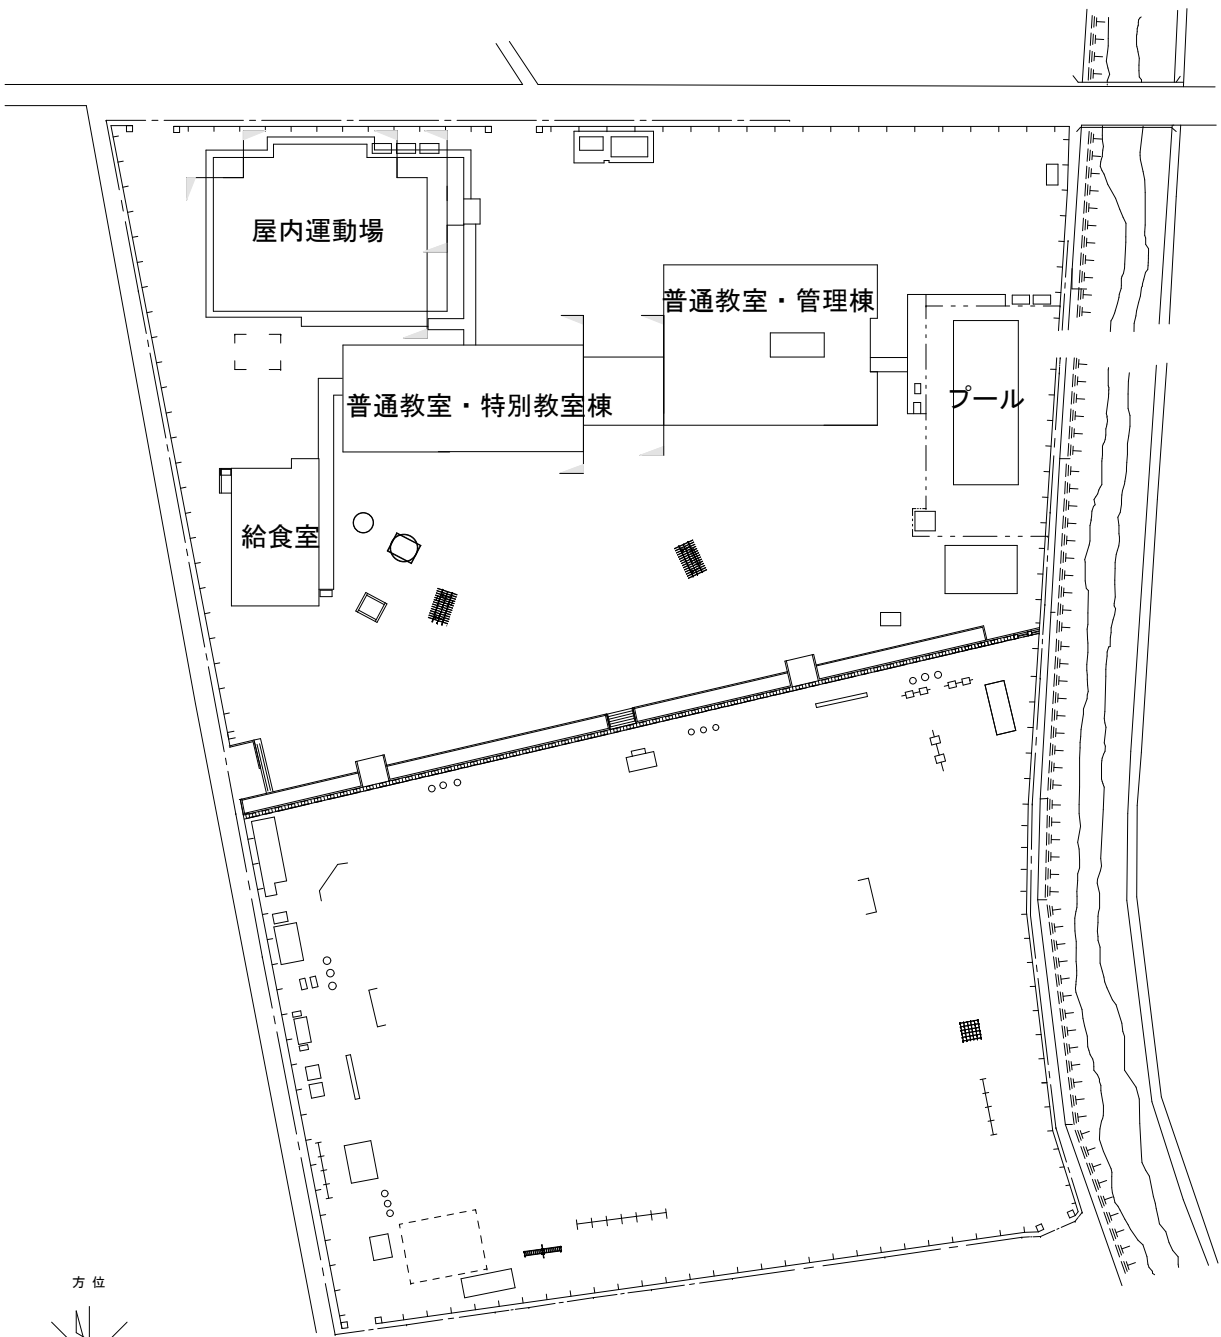 屋内運動場
普通教室・管理棟
普通教室・特別教室棟
プール
給食室
方位